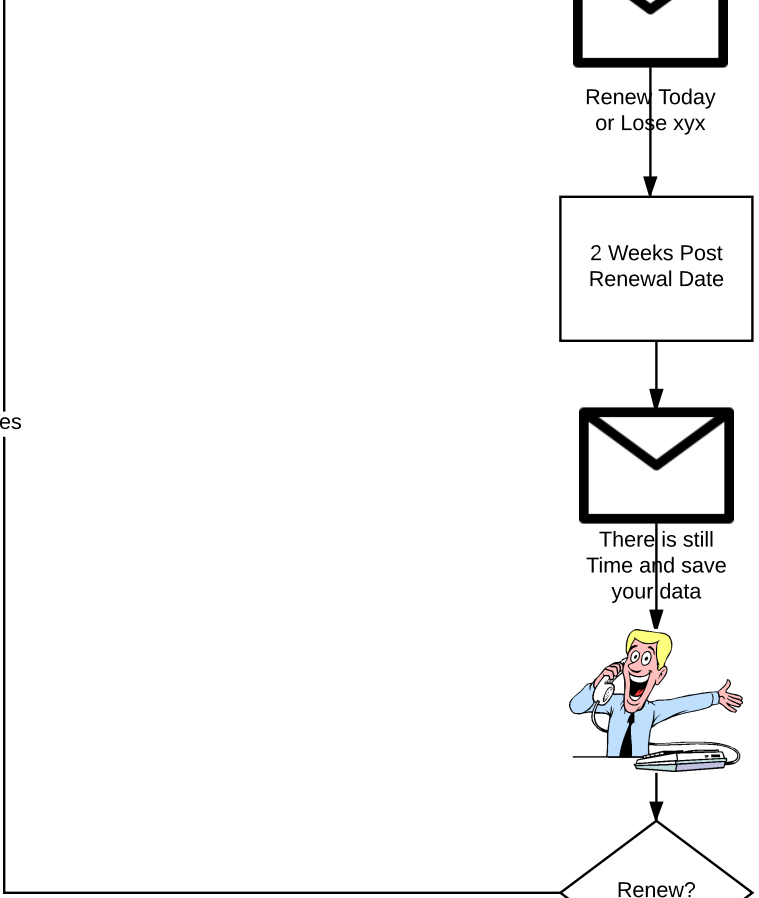 Renew Today
or Lose xyx
2 Weeks Post
Renewal Date
es
There is still
Time and save
your data
Renew?